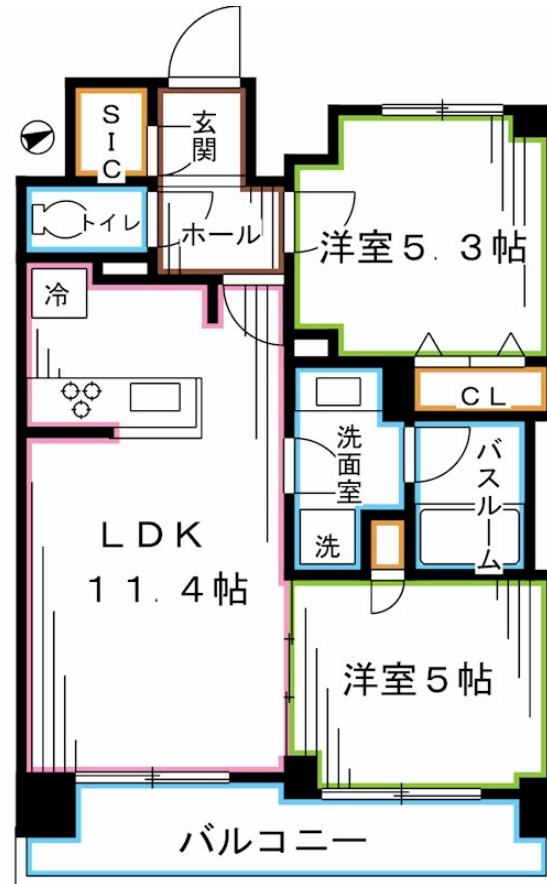 SIC
玄関
トイレ
ホール
洋室5.3帖
冷
CL
洗面室
バスルーム
洗
LDK
11.4帖
洋室5帖
バルコニー